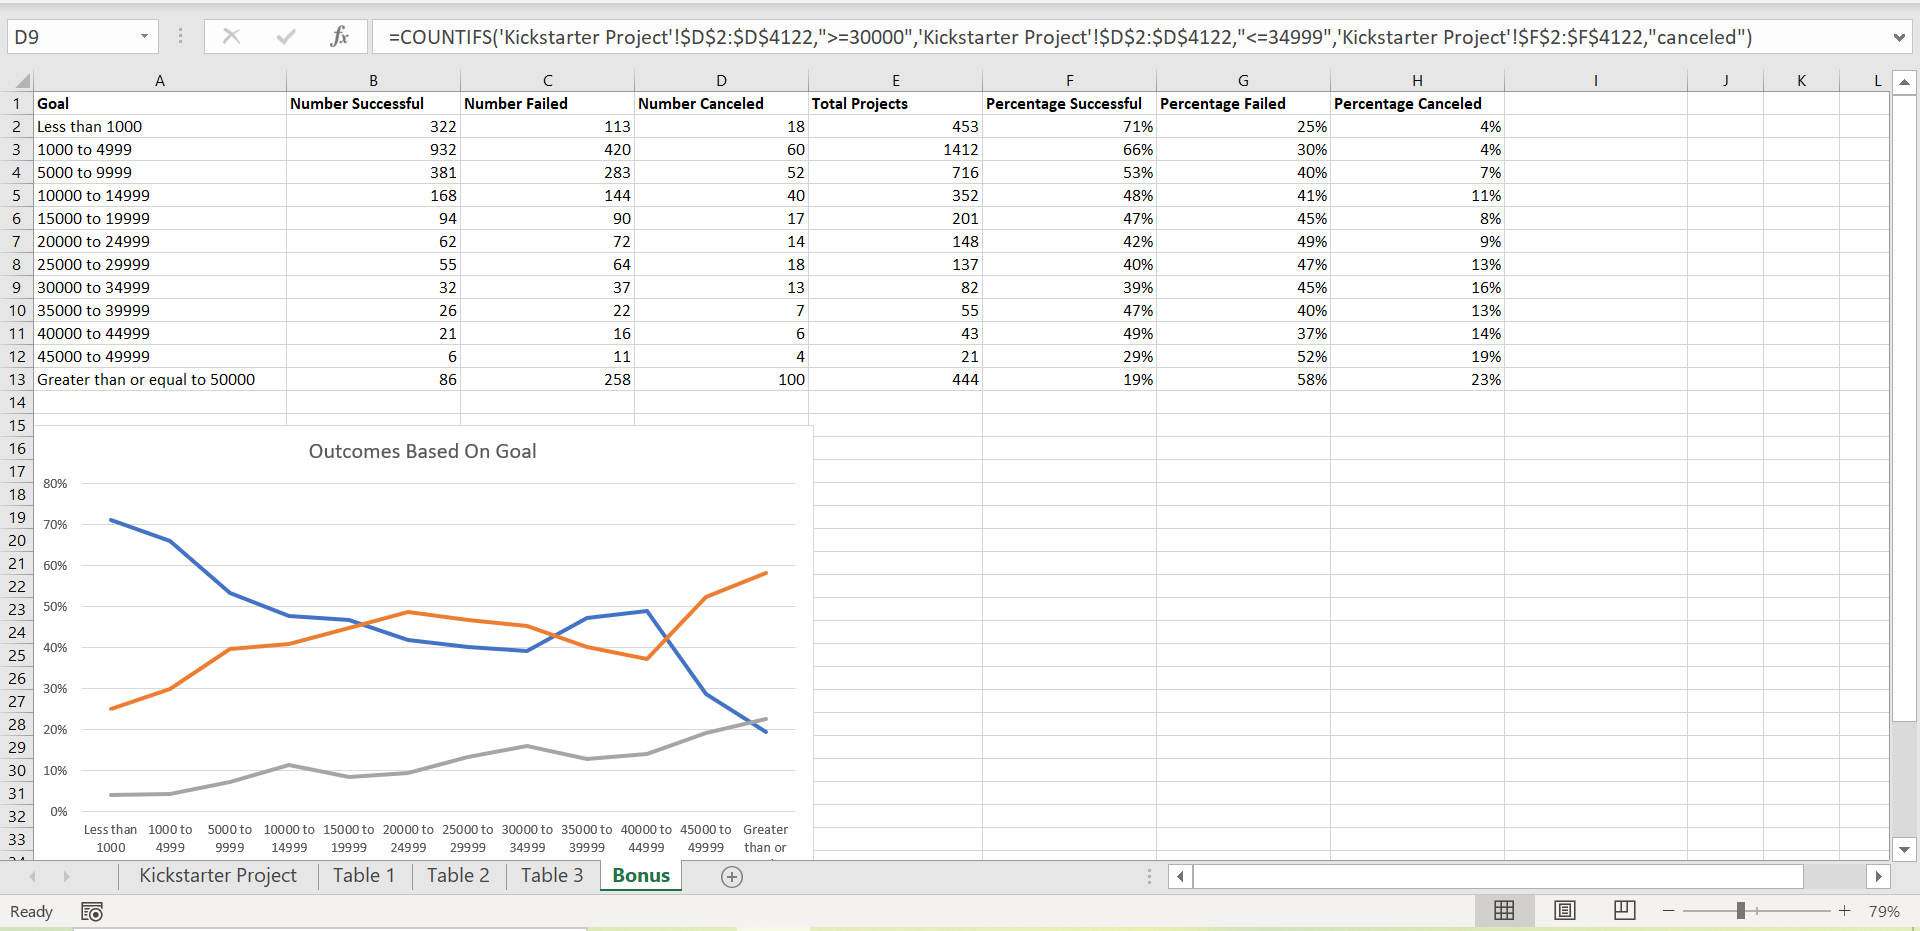 D9 fx =COUNTIFS('Kickstarter Project'!$D$2:$D$4122,">=30000",'Kickstarter Project'!$D$2:$D$4122,"<=34999",'Kickstarter Project'!$F$2:$F$4122,"canceled")
A B C D E F G H I J K L
1 Goal Number Successful Number Failed Number Canceled Total Projects Percentage Successful Percentage Failed Percentage Canceled
2 Less than 1000 322 113 18 453 71% 25% 4%
3 1000 to 4999 932 420 60 1412 66% 30% 4%
4 5000 to 9999 381 283 52 716 53% 40% 7%
5 10000 to 14999 168 144 40 352 48% 41% 11%
6 15000 to 19999 94 90 17 201 47% 45% 8%
7 20000 to 24999 62 72 14 148 42% 49% 9%
8 25000 to 29999 55 64 18 137 40% 47% 13%
9 30000 to 34999 32 37 13 82 39% 45% 16%
10 35000 to 39999 26 22 7 55 47% 40% 13%
11 40000 to 44999 21 16 6 43 49% 37% 14%
12 45000 to 49999 6 11 4 21 29% 52% 19%
13 Greater than or equal to 50000 86 258 100 444 19% 58% 23%
14
15
16
17
18
19
20
21
22
23
24
25
26
27
28
29
30
31
32
33
Outcomes Based On Goal
80%
70%
60%
50%
40%
30%
20%
10%
0%
Less than 1000 to 5000 to 10000 to 15000 to 20000 to 25000 to 30000 to 35000 to 40000 to 45000 to Greater
1000 4999 9999 14999 19999 24999 29999 34999 39999 44999 49999 than or
Kickstarter Project Table 1 Table 2 Table 3 Bonus
Ready 79%